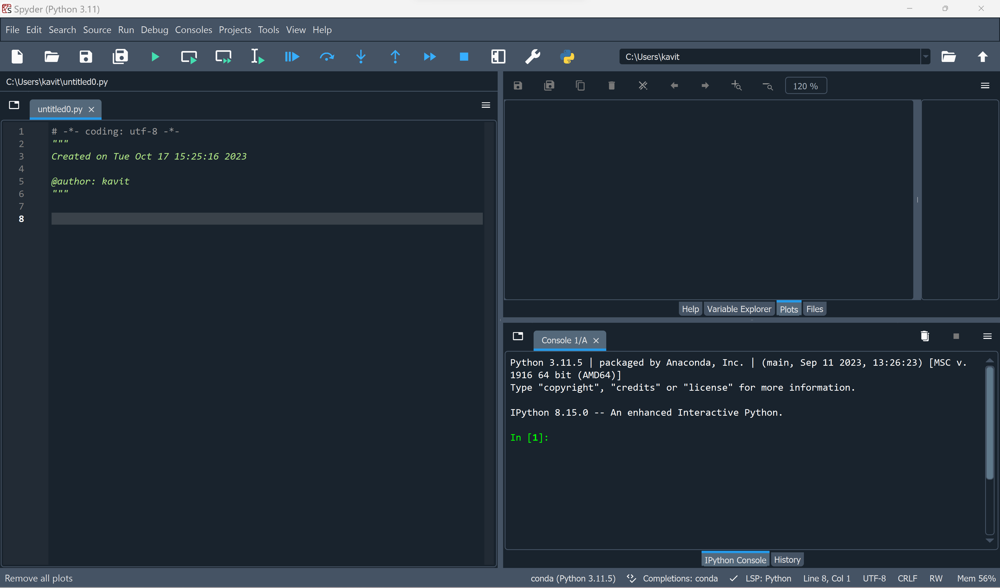 Spyder (Python 3.11)
File Edit Search Source Run Debug Consoles Projects Tools View Help
C:\Users\kavit
C:\Users\kavit\untitled0.py
untitled0.py
1 # -*- coding: utf-8 -*-
2 """
3 Created on Tue Oct 17 15:25:16 2023
4
5 @author: kavit
6 """
7
8
120 %
Help Variable Explorer Plots Files
Console 1/A
Python 3.11.5 | packaged by Anaconda, Inc. | (main, Sep 11 2023, 13:26:23) [MSC v.
1916 64 bit (AMD64)]
Type "copyright", "credits" or "license" for more information.
IPython 8.15.0 -- An enhanced Interactive Python.
In [1]:
IPython Console History
Remove all plots conda (Python 3.11.5) Completions: conda LSP: Python Line 8, Col 1 UTF-8 CRLF RW Mem 56%